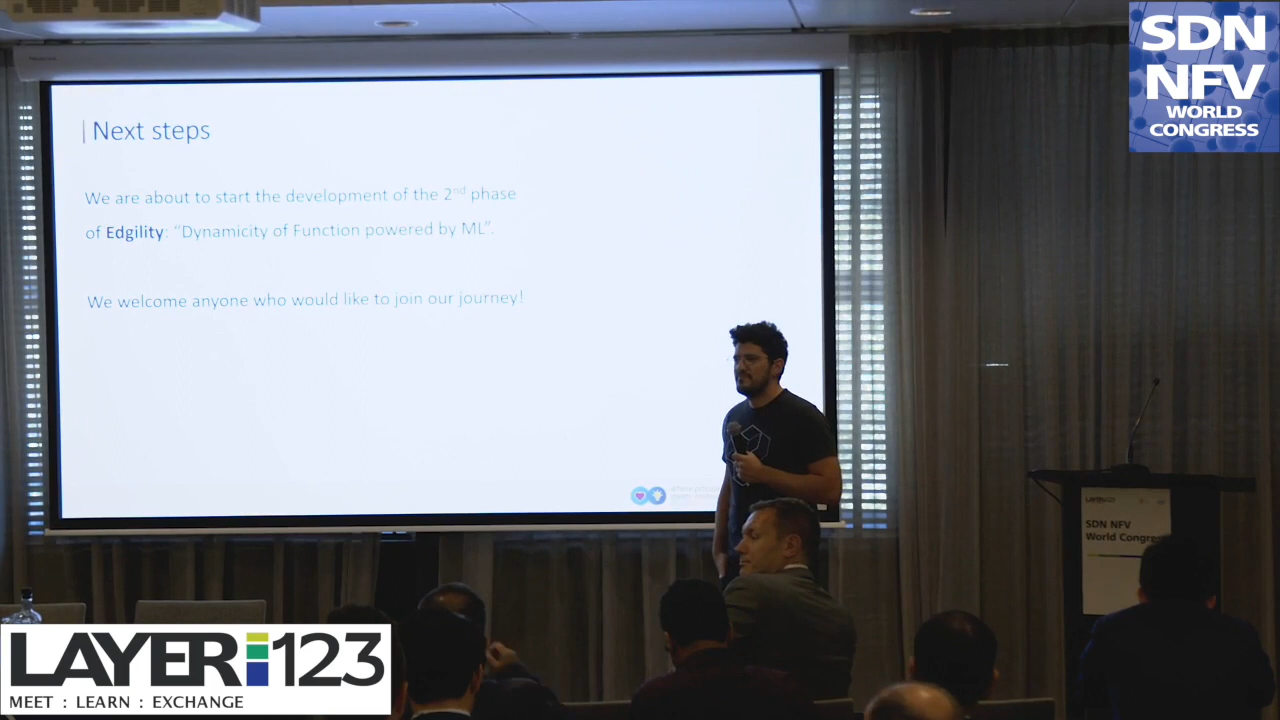 SDN
NFV
WORLD
CONGRESS
Next steps
We are about to start the development of the 2nd phase
of Edgility: “Dynamicity of Function powered by ML”.
We welcome anyone who would like to join our journey!
LAYER123
SDN NFV
World Congre
LAYER123
MEET : LEARN : EXCHANGE